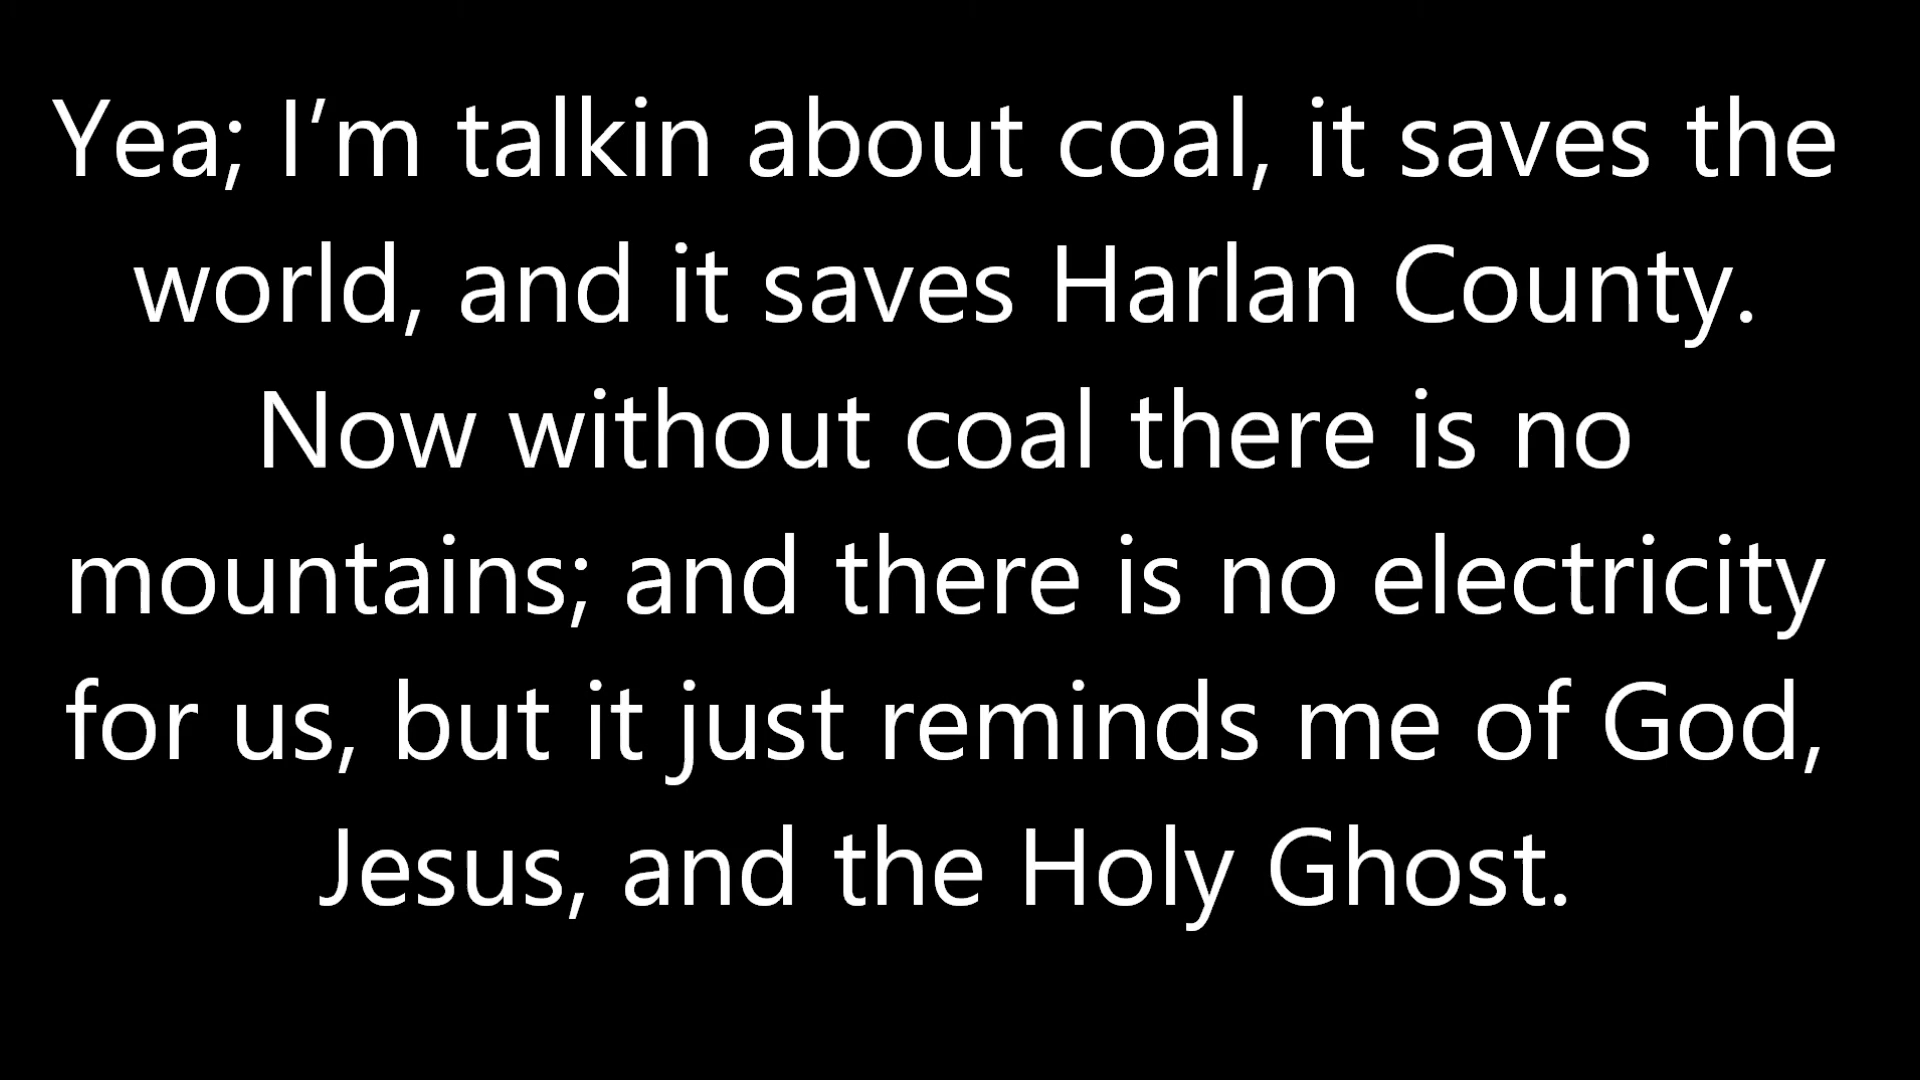 Yea; I’m talkin about coal, it saves the
world, and it saves Harlan County.
Now without coal there is no
mountains; and there is no electricity
for us, but it just reminds me of God,
Jesus, and the Holy Ghost.